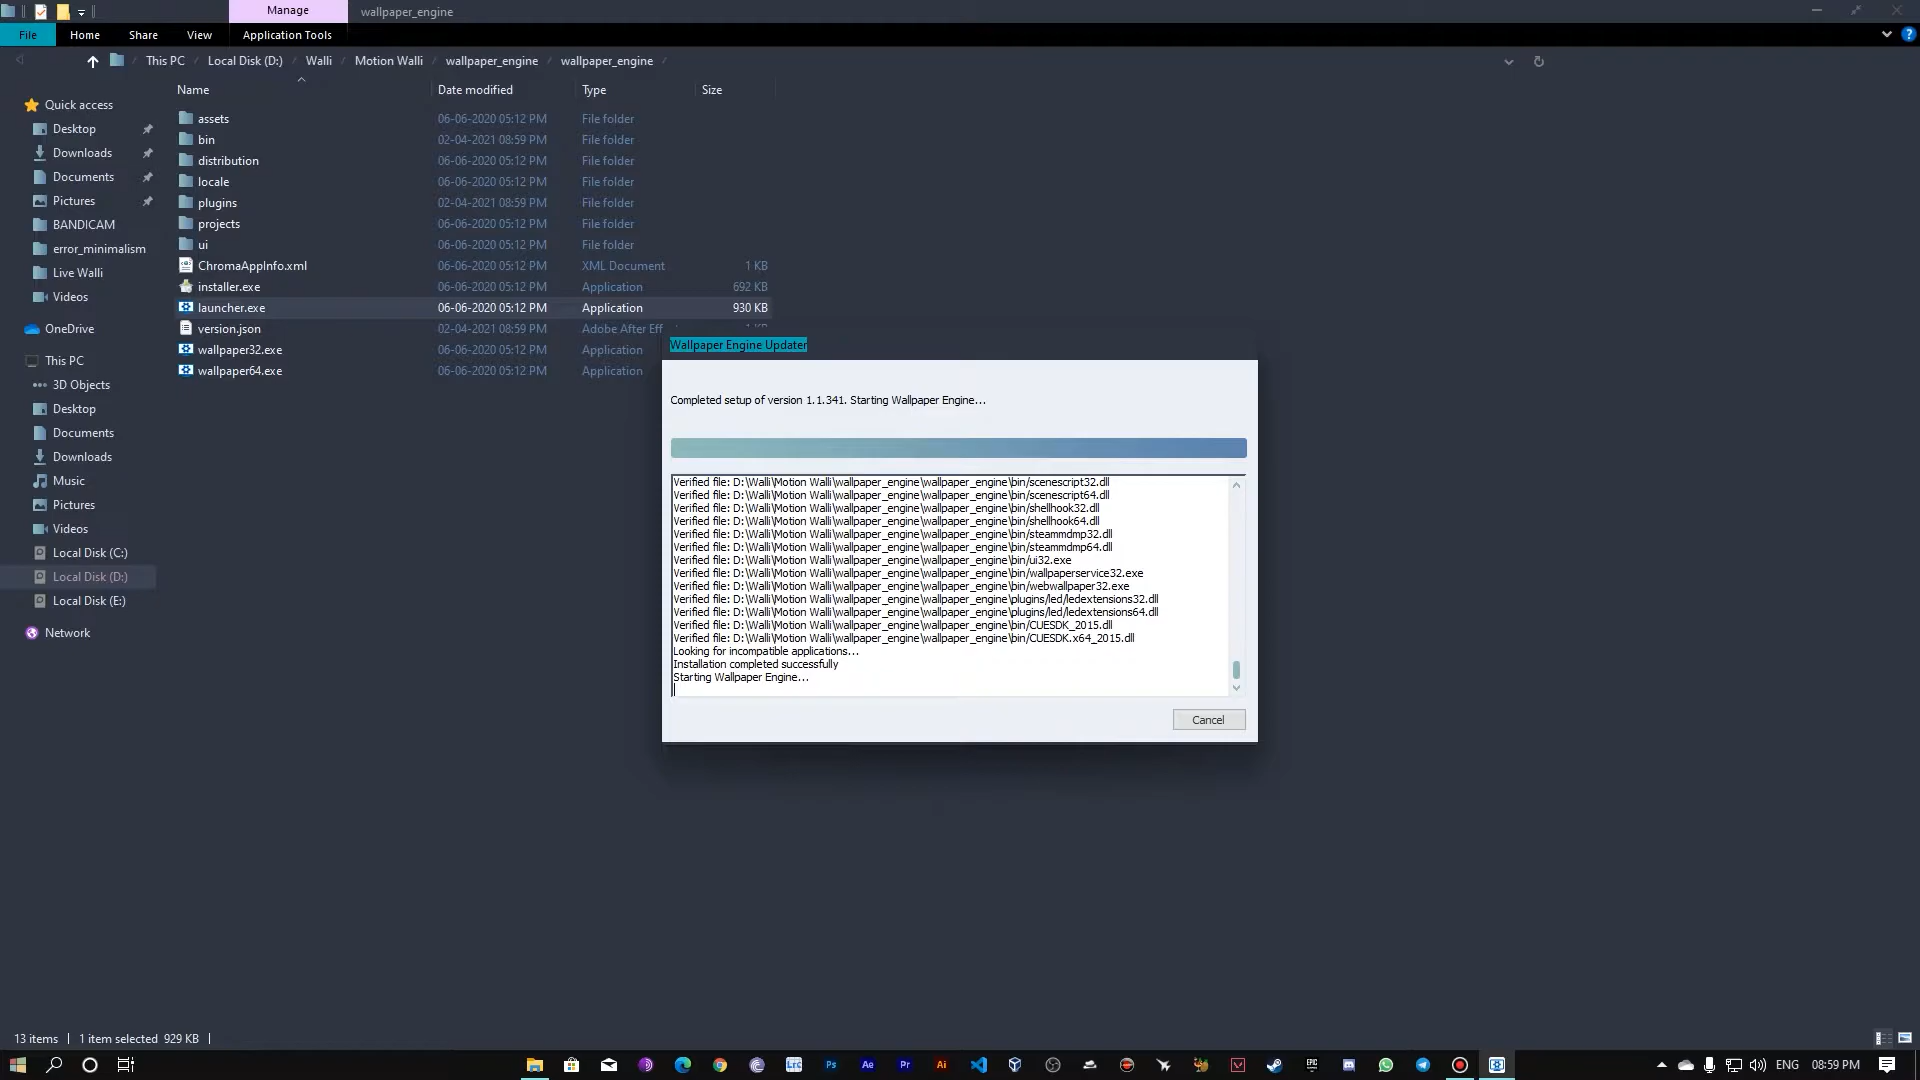 Manage
wallpaper_engine
File
Home
Share
View
Application Tools
This PC
Local Disk (D:)
Walli
Motion Walli
wallpaper_engine
wallpaper_engine
Name
Date modified
Type
Size
Quick access
Desktop
Downloads
Documents
Pictures
BANDICAM
error_minimalism
Live Walli
Videos
OneDrive
This PC
3D Objects
Desktop
Documents
Downloads
Music
Pictures
Videos
Local Disk (C:)
Local Disk (D:)
Local Disk (E:)
Network
assets 06-06-2020 05:12 PM File folder
bin 02-04-2021 08:59 PM File folder
distribution 06-06-2020 05:12 PM File folder
locale 06-06-2020 05:12 PM File folder
plugins 02-04-2021 08:59 PM File folder
projects 06-06-2020 05:12 PM File folder
ui 06-06-2020 05:12 PM File folder
ChromaAppInfo.xml 06-06-2020 05:12 PM XML Document 1 KB
installer.exe 06-06-2020 05:12 PM Application 692 KB
launcher.exe 06-06-2020 05:12 PM Application 930 KB
version.json 02-04-2021 08:59 PM Adobe After Eff 1 KB
wallpaper32.exe 06-06-2020 05:12 PM Application
wallpaper64.exe 06-06-2020 05:12 PM Application
Wallpaper Engine Updater
Completed setup of version 1.1.341. Starting Wallpaper Engine...
Verified file: D:\Walli\Motion Walli\wallpaper_engine\wallpaper_engine\bin/scenescript32.dll
Verified file: D:\Walli\Motion Walli\wallpaper_engine\wallpaper_engine\bin/scenescript64.dll
Verified file: D:\Walli\Motion Walli\wallpaper_engine\wallpaper_engine\bin/shellhook32.dll
Verified file: D:\Walli\Motion Walli\wallpaper_engine\wallpaper_engine\bin/shellhook64.dll
Verified file: D:\Walli\Motion Walli\wallpaper_engine\wallpaper_engine\bin/steammdmp32.dll
Verified file: D:\Walli\Motion Walli\wallpaper_engine\wallpaper_engine\bin/steammdmp64.dll
Verified file: D:\Walli\Motion Walli\wallpaper_engine\wallpaper_engine\bin/ui32.exe
Verified file: D:\Walli\Motion Walli\wallpaper_engine\wallpaper_engine\bin/wallpaperservice32.exe
Verified file: D:\Walli\Motion Walli\wallpaper_engine\wallpaper_engine\bin/webwallpaper32.exe
Verified file: D:\Walli\Motion Walli\wallpaper_engine\wallpaper_engine\plugins/led/ledextensions32.dll
Verified file: D:\Walli\Motion Walli\wallpaper_engine\wallpaper_engine\plugins/led/ledextensions64.dll
Verified file: D:\Walli\Motion Walli\wallpaper_engine\wallpaper_engine\bin/CUESDK_2015.dll
Verified file: D:\Walli\Motion Walli\wallpaper_engine\wallpaper_engine\bin/CUESDK.x64_2015.dll
Looking for incompatible applications...
Installation completed successfully
Starting Wallpaper Engine...
Cancel
13 items
1 item selected 929 KB
LrC
Ps
Ae
Pr
Ai
EPIC
ENG
08:59 PM